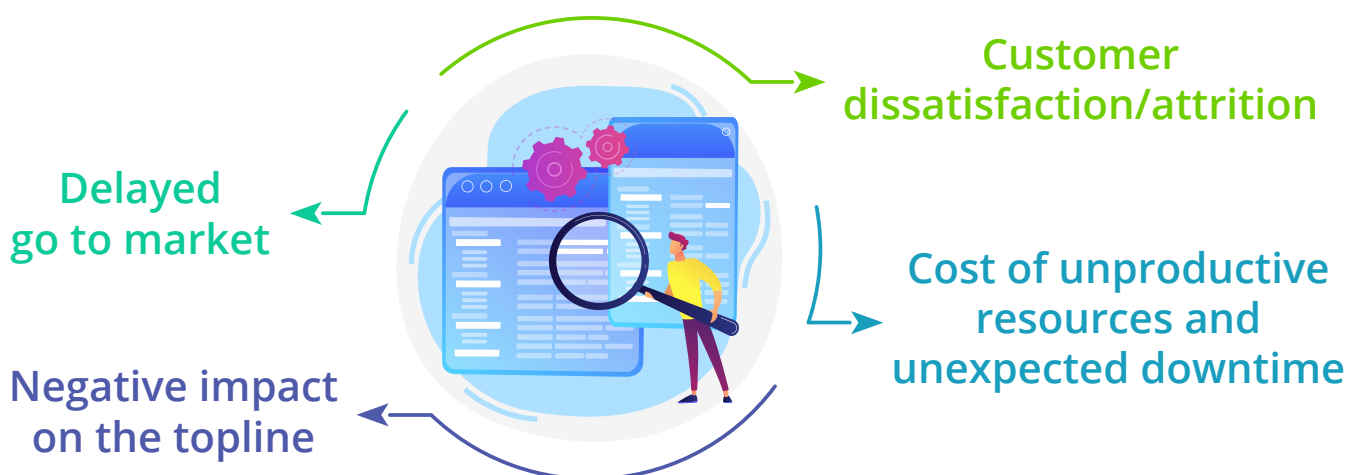 Customer
dissatisfaction/attrition
Delayed
go to market
Cost of unproductive
resources and
unexpected downtime
Negative impact
on the topline